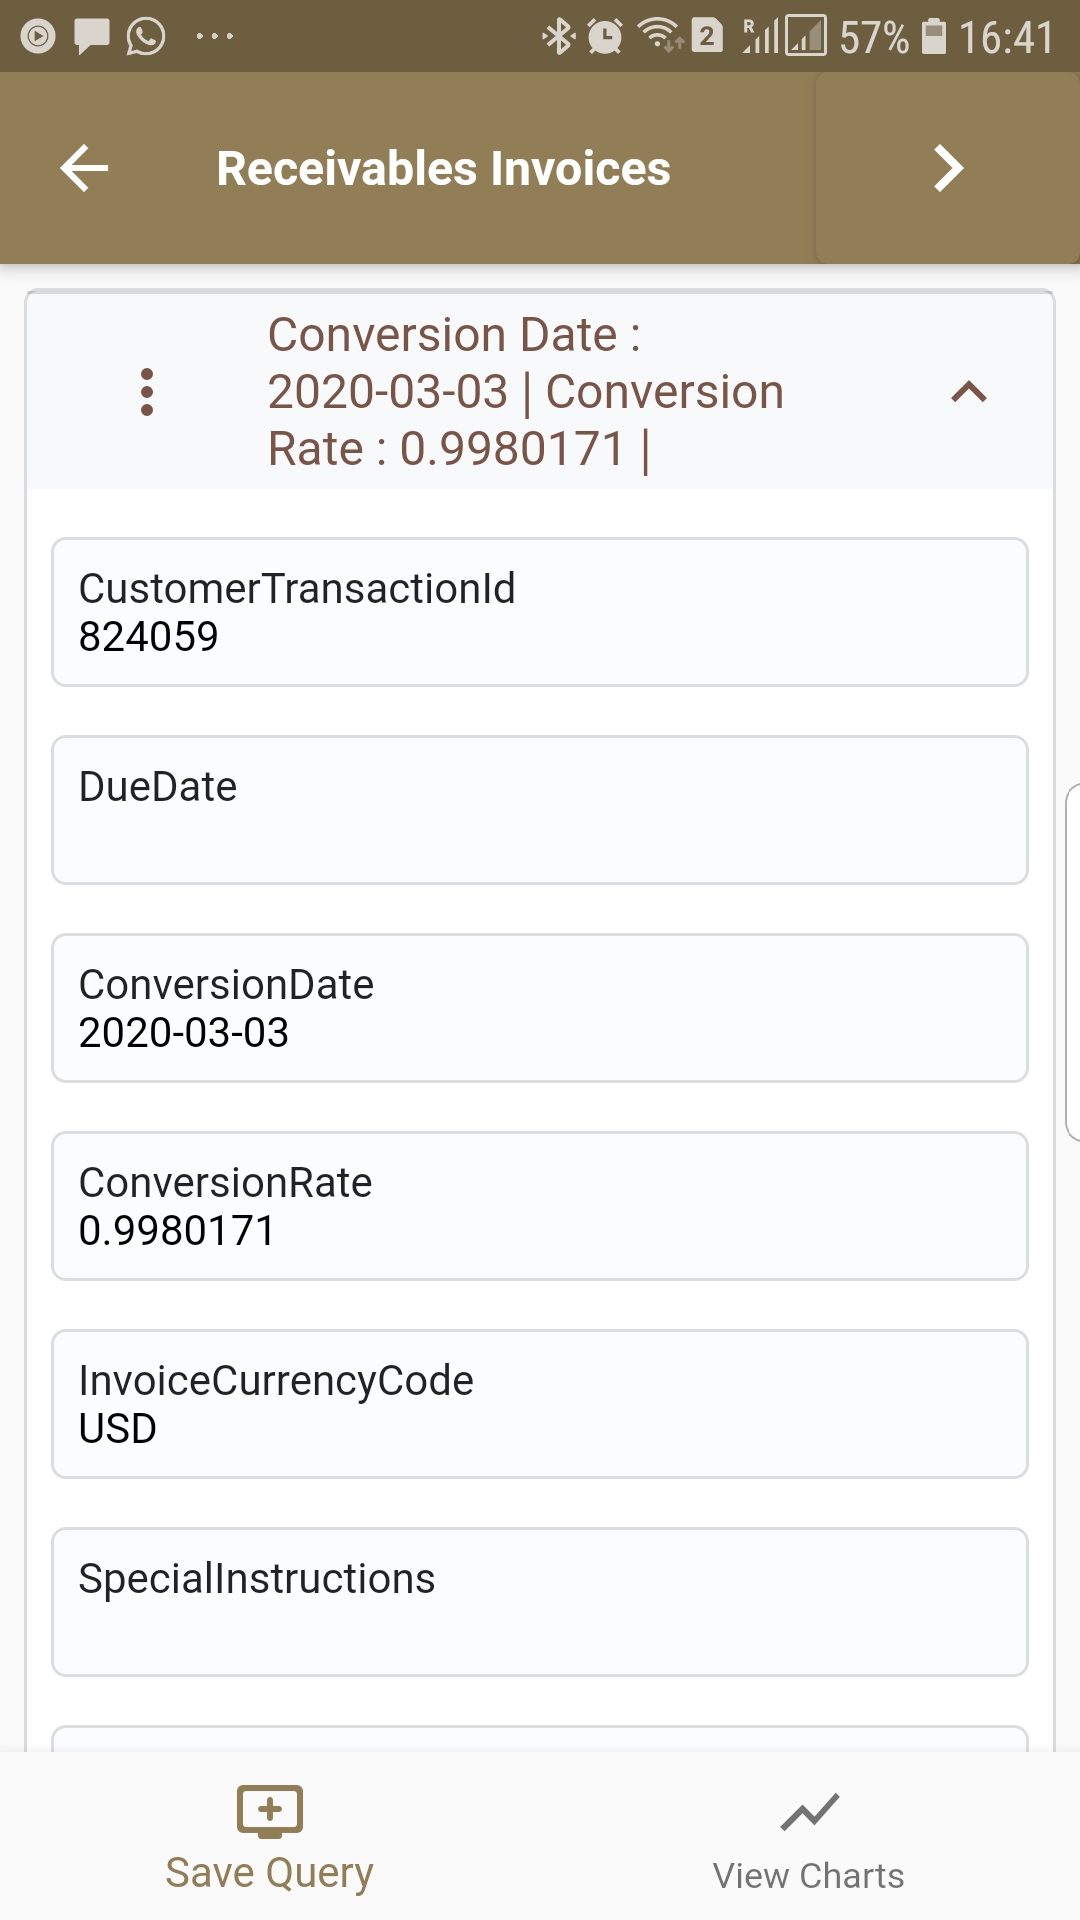 R 2 57% 16:41
Receivables Invoices
Conversion Date :
2020-03-03 | Conversion
Rate : 0.9980171 |
CustomerTransactionId
824059
DueDate
ConversionDate
2020-03-03
ConversionRate
0.9980171
InvoiceCurrencyCode
USD
SpecialInstructions
Save Query
View Charts